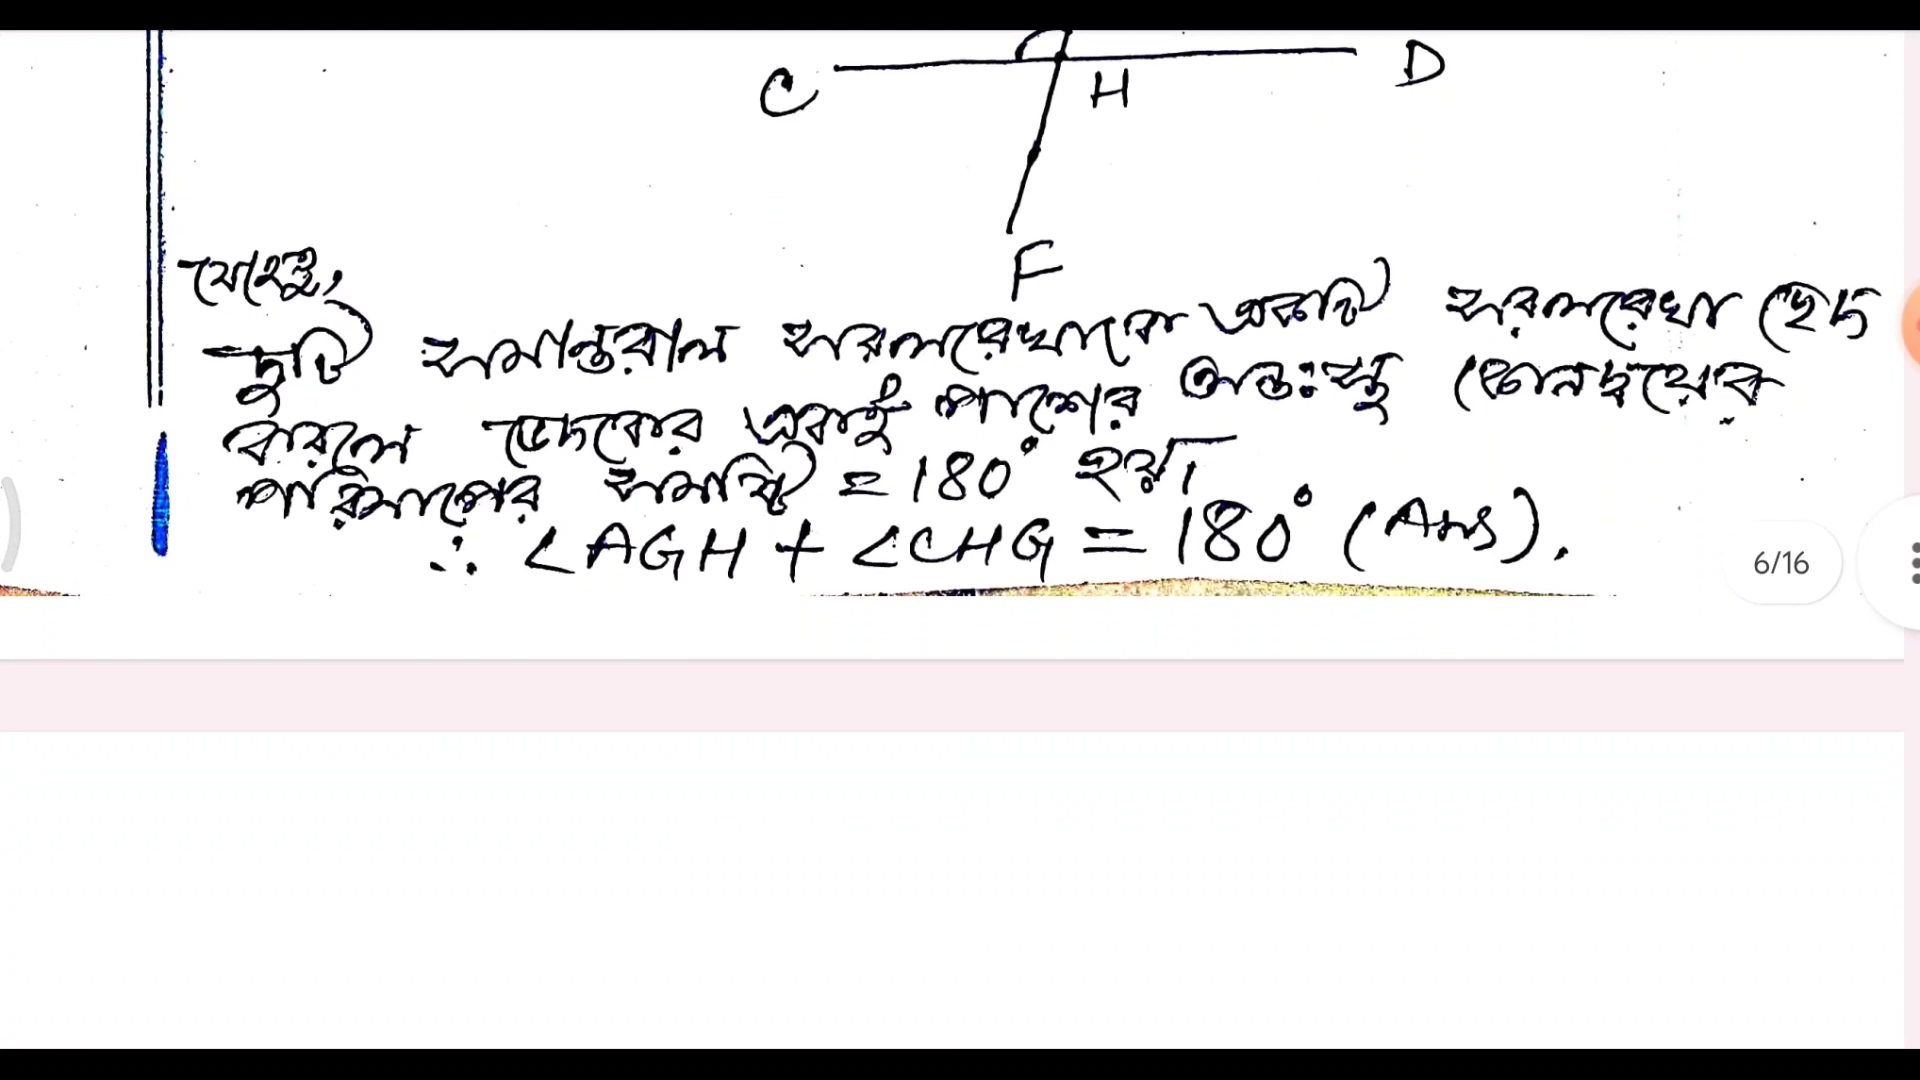 C H D
F
যেহেতু,
দুটি সমান্তরাল সরলরেখাকে একটি সরলরেখা ছেদ
করলে ছেদকের একই পাশের অন্তঃস্থ কোনদ্বয়ের
পরিমাপের সমষ্টি = 180° হয়।
∴ ∠AGH + ∠CHG = 180° (Ans).
6/16